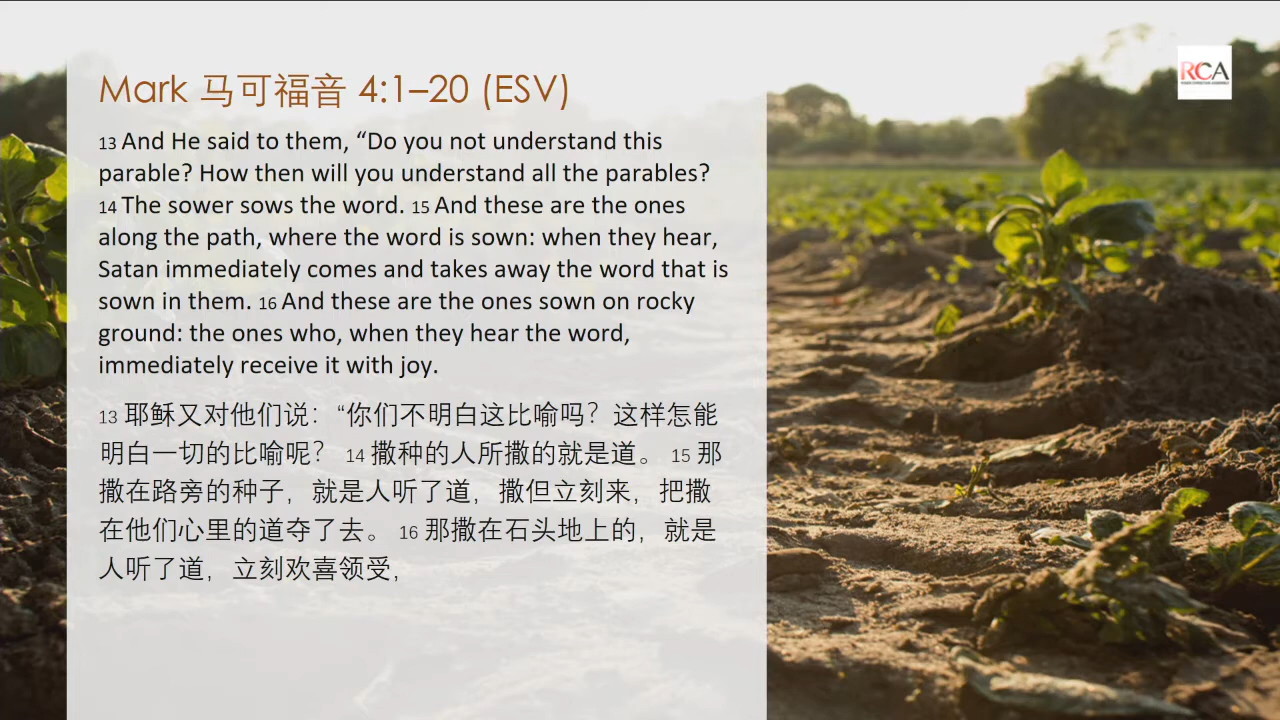 Mark 马可福音 4:1–20 (ESV)
RCA
13 And He said to them, “Do you not understand this
parable? How then will you understand all the parables?
14 The sower sows the word. 15 And these are the ones
along the path, where the word is sown: when they hear,
Satan immediately comes and takes away the word that is
sown in them. 16 And these are the ones sown on rocky
ground: the ones who, when they hear the word,
immediately receive it with joy.
13 耶稣又对他们说：“你们不明白这比喻吗？这样怎能
明白一切的比喻呢？ 14 撒种的人所撒的就是道。 15 那
撒在路旁的种子，就是人听了道，撒但立刻来，把撒
在他们心里的道夺了去。 16 那撒在石头地上的，就是
人听了道，立刻欢喜领受，